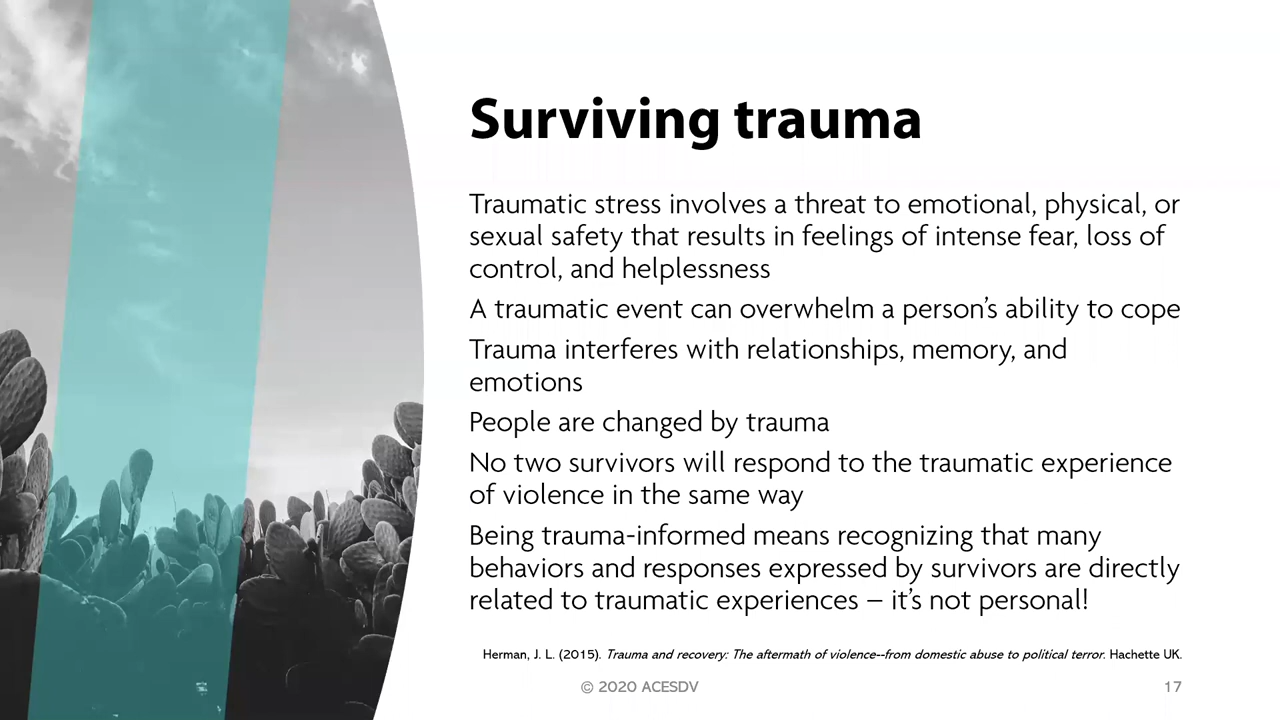 Surviving trauma
Traumatic stress involves a threat to emotional, physical, or
sexual safety that results in feelings of intense fear, loss of
control, and helplessness
A traumatic event can overwhelm a person’s ability to cope
Trauma interferes with relationships, memory, and
emotions
People are changed by trauma
No two survivors will respond to the traumatic experience
of violence in the same way
Being trauma-informed means recognizing that many
behaviors and responses expressed by survivors are directly
related to traumatic experiences – it’s not personal!
Herman, J. L. (2015). Trauma and recovery: The aftermath of violence--from domestic abuse to political terror. Hachette UK.
© 2020 ACESDV
17